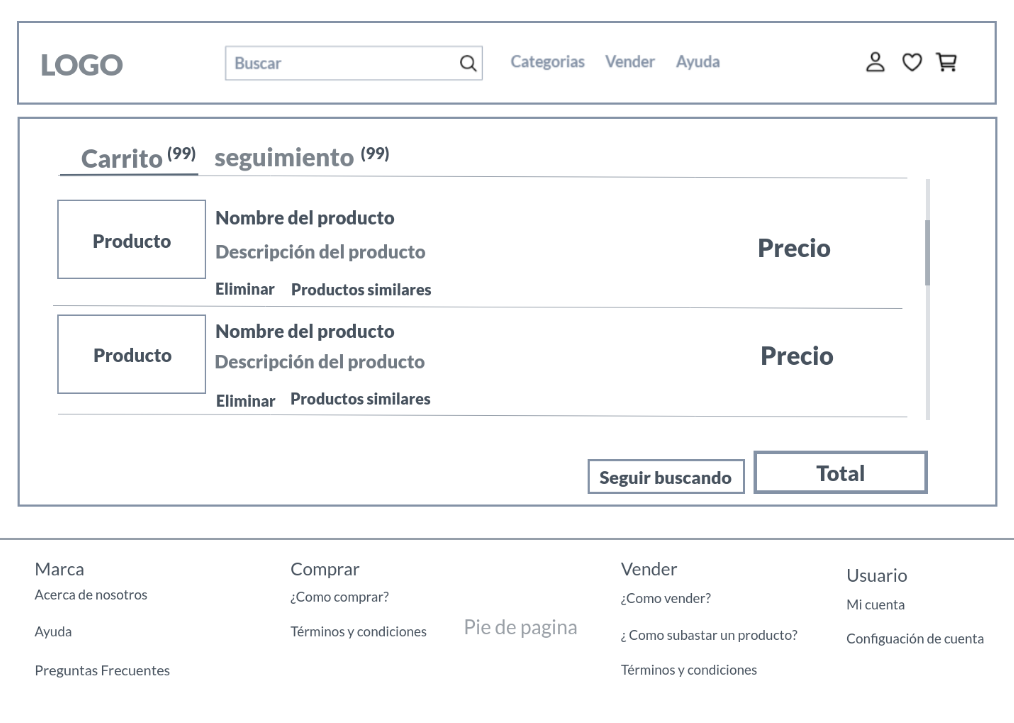 LOGO
Buscar
Categorias Vender Ayuda
Carrito (99) seguimiento (99)
Producto
Nombre del producto
Descripción del producto
Eliminar Productos similares
Precio
Producto
Nombre del producto
Descripción del producto
Eliminar Productos similares
Precio
Seguir buscando
Total
Marca
Acerca de nosotros
Ayuda
Preguntas Frecuentes
Comprar
¿Como comprar?
Términos y condiciones
Pie de pagina
Vender
¿Como vender?
¿ Como subastar un producto?
Términos y condiciones
Usuario
Mi cuenta
Configuación de cuenta